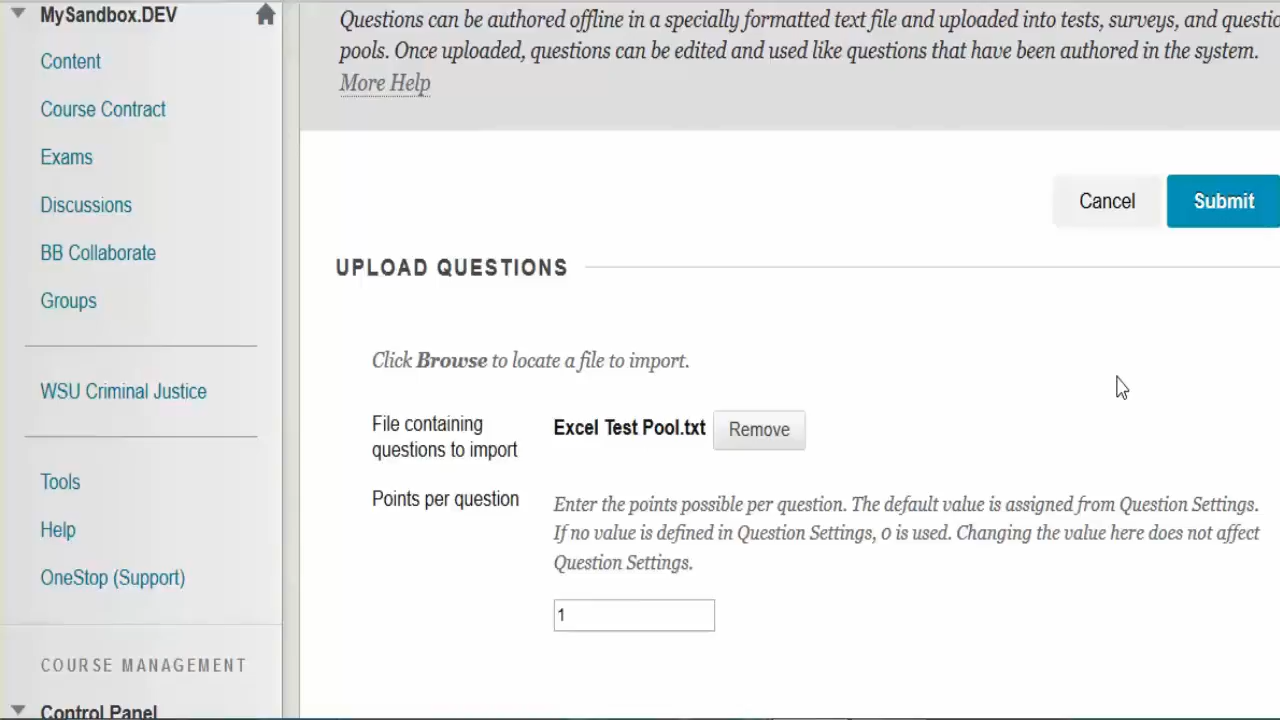 MySandbox.DEV
Content
Course Contract
Exams
Discussions
BB Collaborate
Groups
WSU Criminal Justice
Tools
Help
OneStop (Support)
COURSE MANAGEMENT
Control Panel
Questions can be authored offline in a specially formatted text file and uploaded into tests, surveys, and
pools. Once uploaded, questions can be edited and used like questions that have been authored in the system.
More Help
Cancel
Submit
UPLOAD QUESTIONS
Click Browse to locate a file to import.
File containing
questions to import
Excel Test Pool.txt
Remove
Points per question
Enter the points possible per question. The default value is assigned from Question Settings.
If no value is defined in Question Settings, 0 is used. Changing the value here does not affect
Question Settings.
1